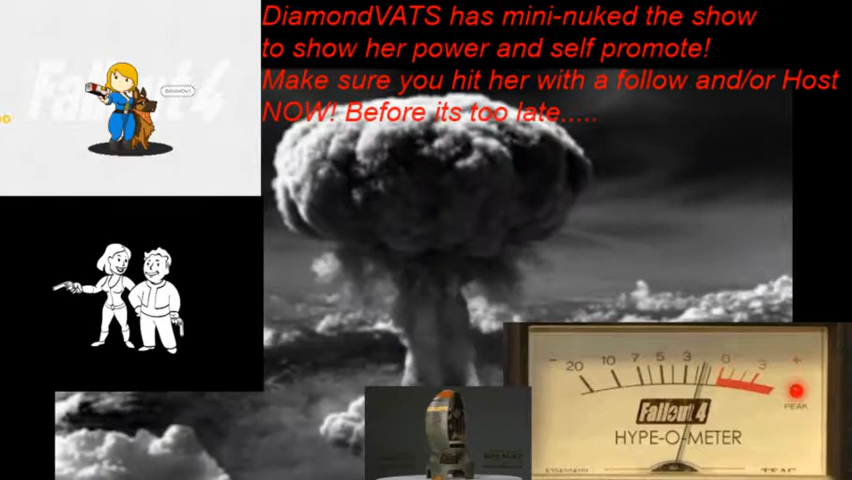 DiamondVATS has mini-nuked the show
to show her power and self promote!
Make sure you hit her with a follow and/or Host
NOW! Before its too late.....
Fallout 4
- 20 10 7 5 3 0 3 +
PEAK
Fallout 4
HYPE-O-METER
TEAC